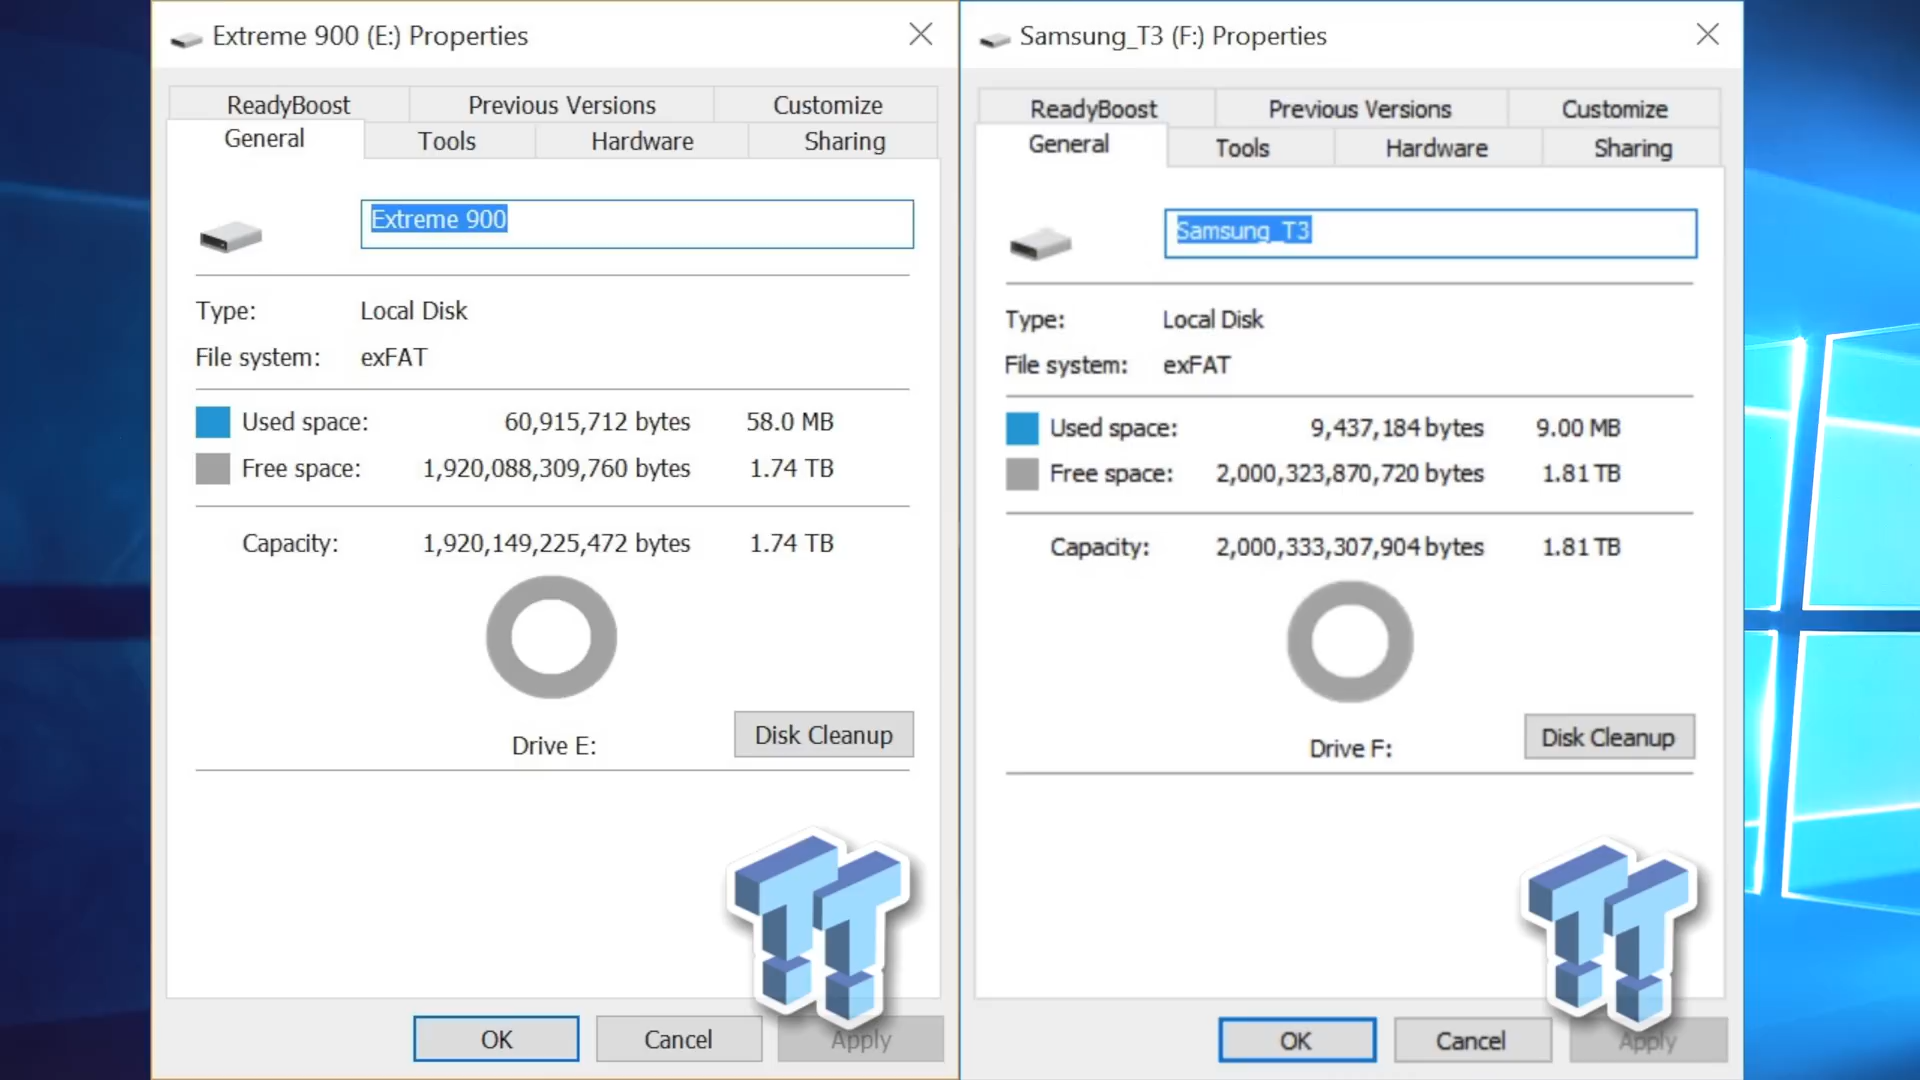 Extreme 900 (E:) Properties
ReadyBoost Previous Versions Customize
General Tools Hardware Sharing
Extreme 900
Type: Local Disk
File system: exFAT
Used space: 60,915,712 bytes 58.0 MB
Free space: 1,920,088,309,760 bytes 1.74 TB
Capacity: 1,920,149,225,472 bytes 1.74 TB
Drive E:
Disk Cleanup
OK Cancel Apply
Samsung_T3 (F:) Properties
ReadyBoost Previous Versions Customize
General Tools Hardware Sharing
Samsung_T3
Type: Local Disk
File system: exFAT
Used space: 9,437,184 bytes 9.00 MB
Free space: 2,000,323,870,720 bytes 1.81 TB
Capacity: 2,000,333,307,904 bytes 1.81 TB
Drive F:
Disk Cleanup
TT
TT
OK Cancel Apply